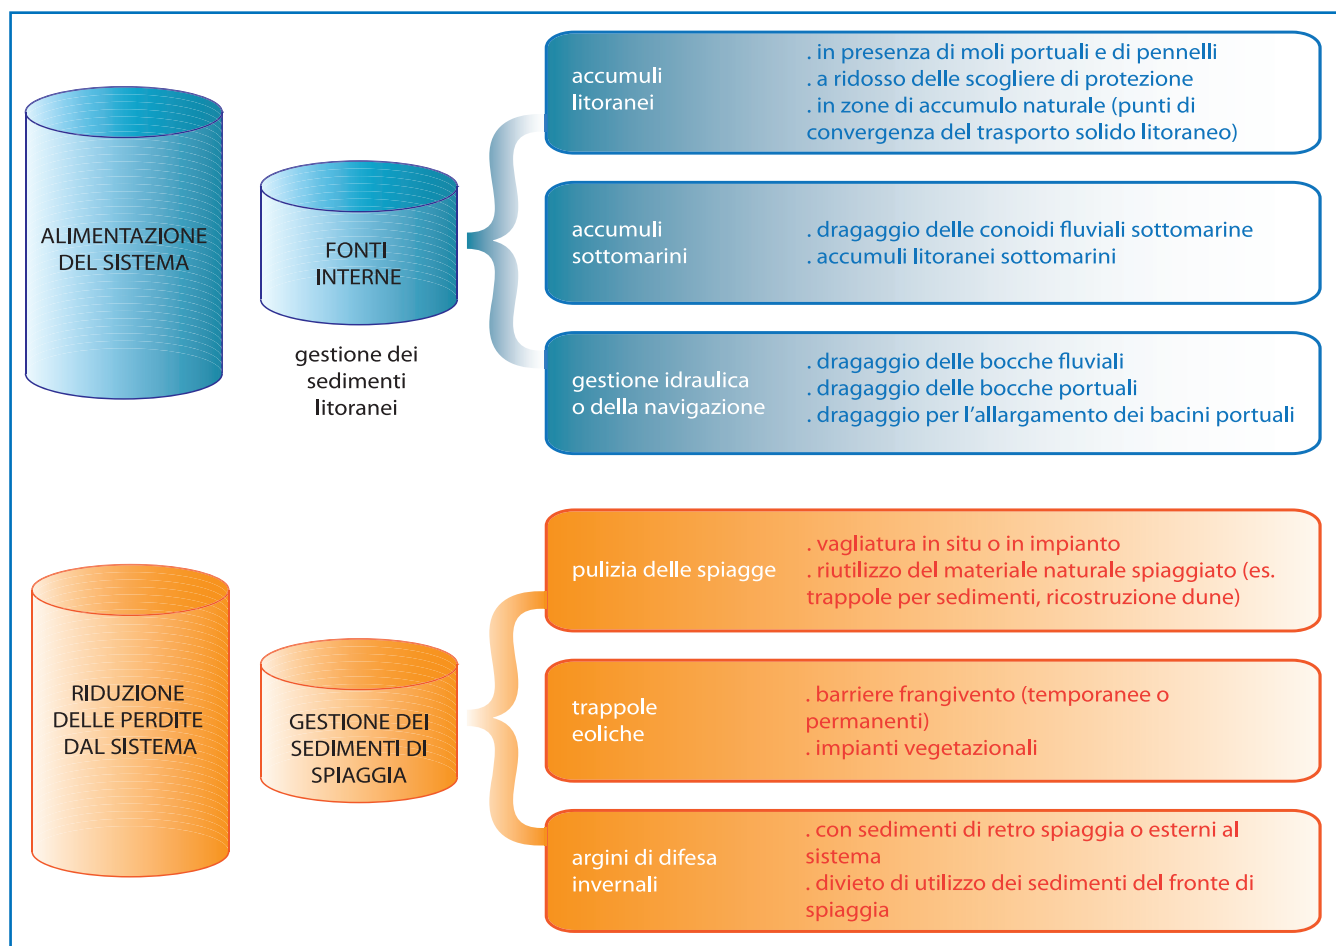 ALIMENTAZIONE
DEL SISTEMA
FONTI
INTERNE
gestione dei
sedimenti
litoranei
accumuli
litoranei
. in presenza di moli portuali e di pennelli
. a ridosso delle scogliere di protezione
. in zone di accumulo naturale (punti di
convergenza del trasporto solido litoraneo)
accumuli
sottomarini
. dragaggio delle conoidi fluviali sottomarine
. accumuli litoranei sottomarini
gestione idraulica
o della navigazione
. dragaggio delle bocche fluviali
. dragaggio delle bocche portuali
. dragaggio per l'allargamento dei bacini portuali
RIDUZIONE
DELLE PERDITE
DAL SISTEMA
GESTIONE DEI
SEDIMENTI DI
SPIAGGIA
pulizia delle spiagge
. vagliatura in situ o in impianto
. riutilizzo del materiale naturale spiaggiato (es.
trappole per sedimenti, ricostruzione dune)
trappole
eoliche
. barriere frangivento (temporanee o
permanenti)
. impianti vegetazionali
argini di difesa
invernali
. con sedimenti di retro spiaggia o esterni al
sistema
. divieto di utilizzo dei sedimenti del fronte di
spiaggia